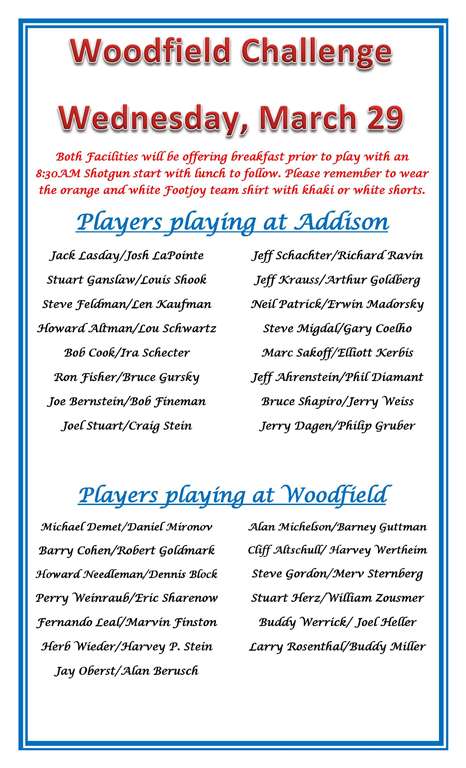 Woodfield Challenge
Wednesday, March 29
Both Facilities will be offering breakfast prior to play with an
8:30AM Shotgun start with lunch to follow. Please remember to wear
the orange and white Footjoy team shirt with khaki or white shorts.
Players playing at Addison
Jack Lasday/Josh LaPointe
Stuart Ganslaw/Louis Shook
Steve Feldman/Len Kaufman
Howard Altman/Lou Schwartz
Bob Cook/Ira Schecter
Ron Fisher/Bruce Gursky
Joe Bernstein/Bob Fineman
Joel Stuart/Craig Stein
Jeff Schachter/Richard Ravin
Jeff Krauss/Arthur Goldberg
Neil Patrick/Erwin Madorsky
Steve Migdal/Gary Coelho
Marc Sakoff/Elliott Kerbis
Jeff Ahrenstein/Phil Diamant
Bruce Shapiro/Jerry Weiss
Jerry Dagen/Philip Gruber
Players playing at Woodfield
Michael Demet/Daniel Mironov
Barry Cohen/Robert Goldmark
Howard Needleman/Dennis Block
Perry Weinraub/Eric Sharenow
Fernando Leal/Marvin Finston
Herb Wieder/Harvey P. Stein
Jay Oberst/Alan Berusch
Alan Michelson/Barney Guttman
Cliff Altschull/ Harvey Wertheim
Steve Gordon/Merv Sternberg
Stuart Herz/William Zousmer
Buddy Werrick/ Joel Heller
Larry Rosenthal/Buddy Miller